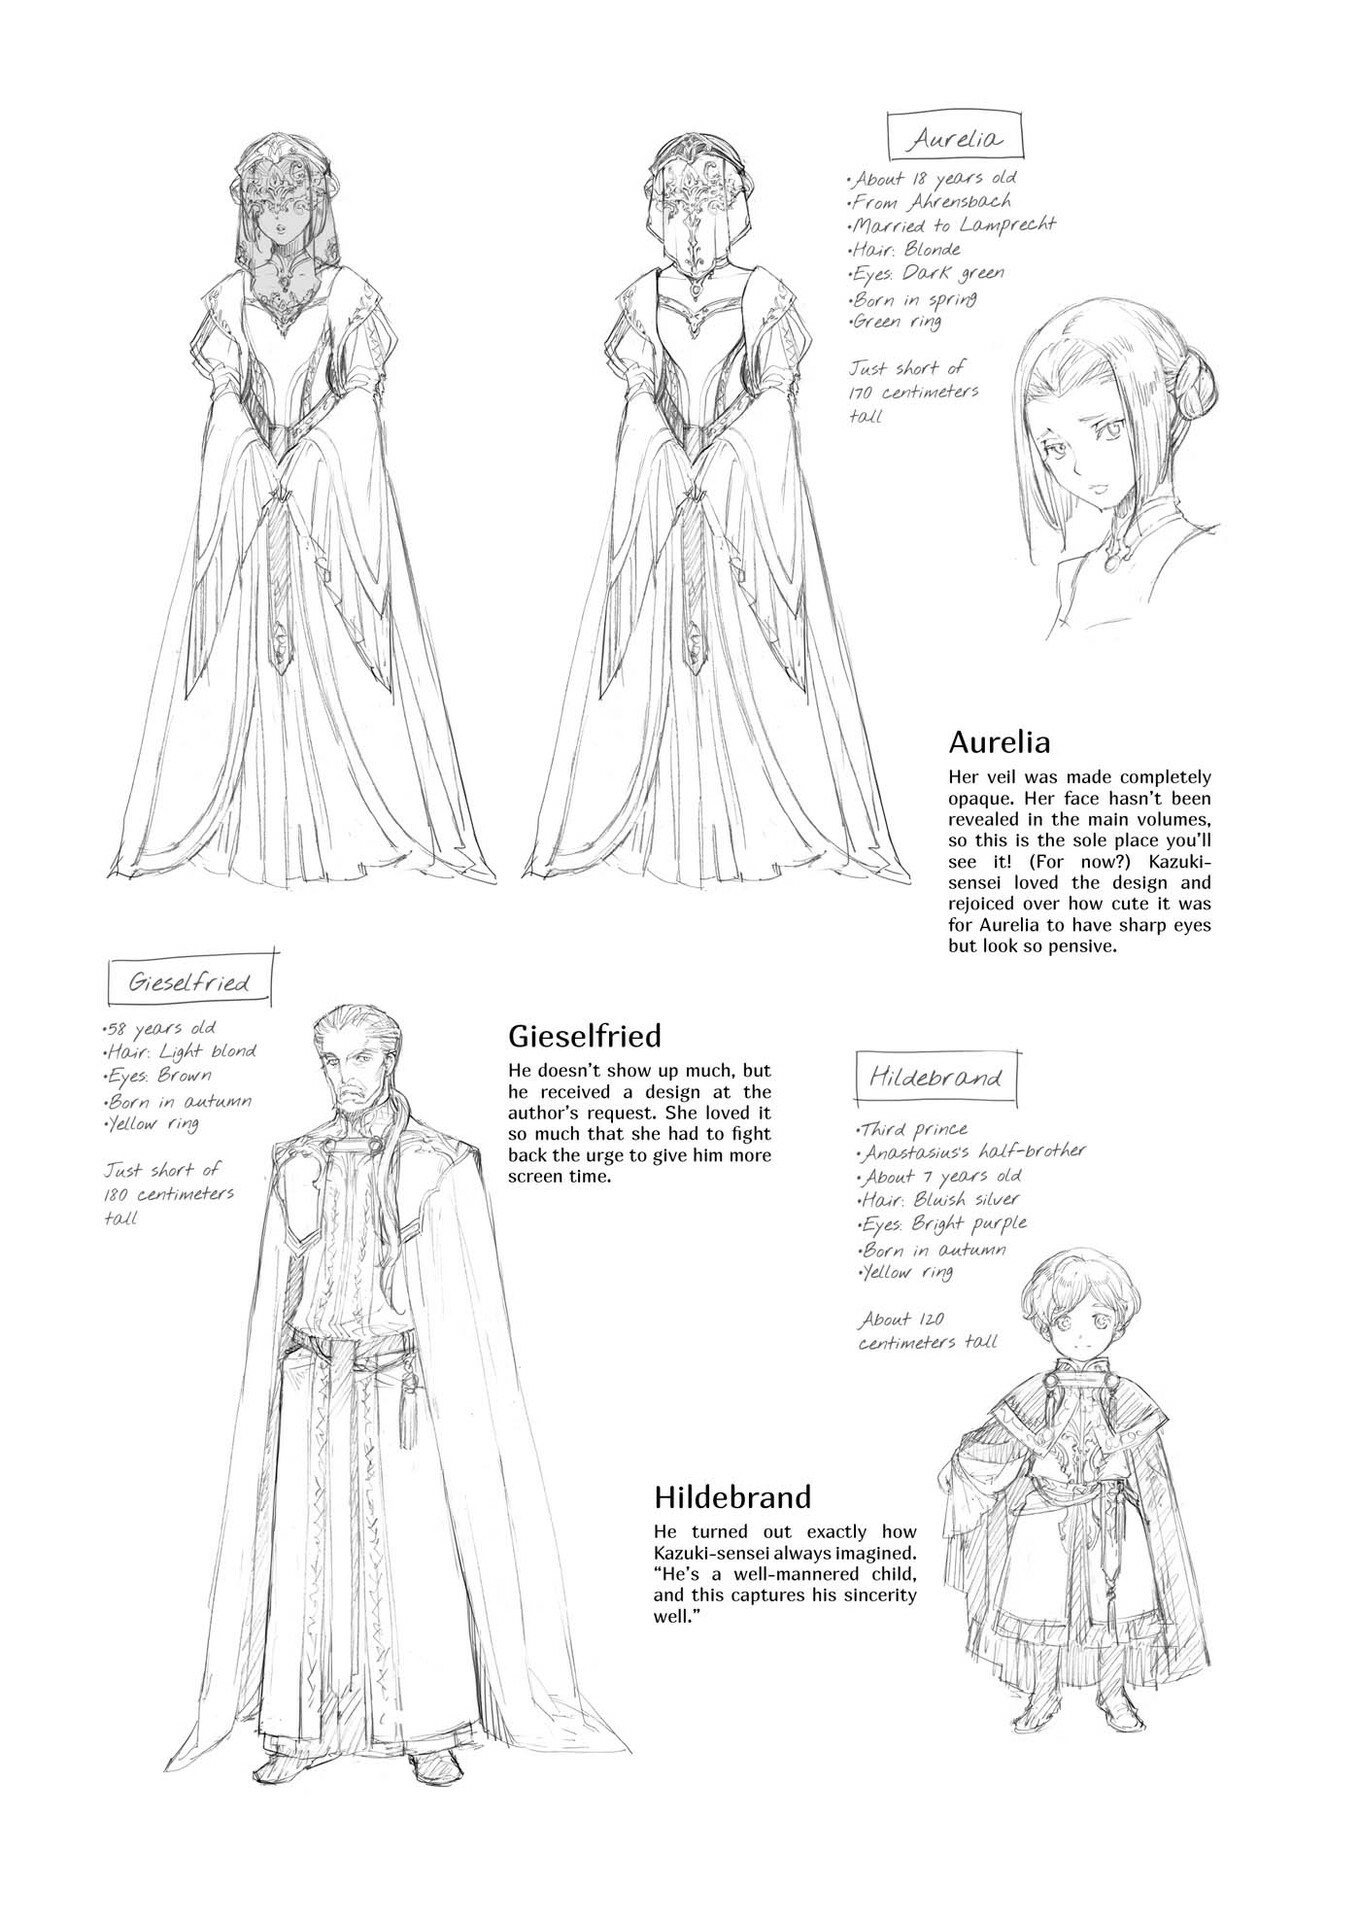 Aurelia
•About 18 years old
•From Ahrensbach
•Married to Lamprecht
•Hair: Blonde
•Eyes: Dark green
•Born in spring
•Green ring
Just short of
170 centimeters
tall
Aurelia
Her veil was made completely
opaque. Her face hasn’t been
revealed in the main volumes,
so this is the sole place you’ll
see it! (For now?) Kazuki-
sensei loved the design and
rejoiced over how cute it was
for Aurelia to have sharp eyes
but look so pensive.
Gieselfried
•58 years old
•Hair: Light blond
•Eyes: Brown
•Born in autumn
•Yellow ring
Just short of
180 centimeters
tall
Gieselfried
He doesn’t show up much, but
he received a design at the
author’s request. She loved it
so much that she had to fight
back the urge to give him more
screen time.
Hildebrand
•Third prince
•Anastasius's half-brother
•About 7 years old
•Hair: Bluish silver
•Eyes: Bright purple
•Born in autumn
•Yellow ring
About 120
centimeters tall
Hildebrand
He turned out exactly how
Kazuki-sensei always imagined.
“He’s a well-mannered child,
and this captures his sincerity
well.”